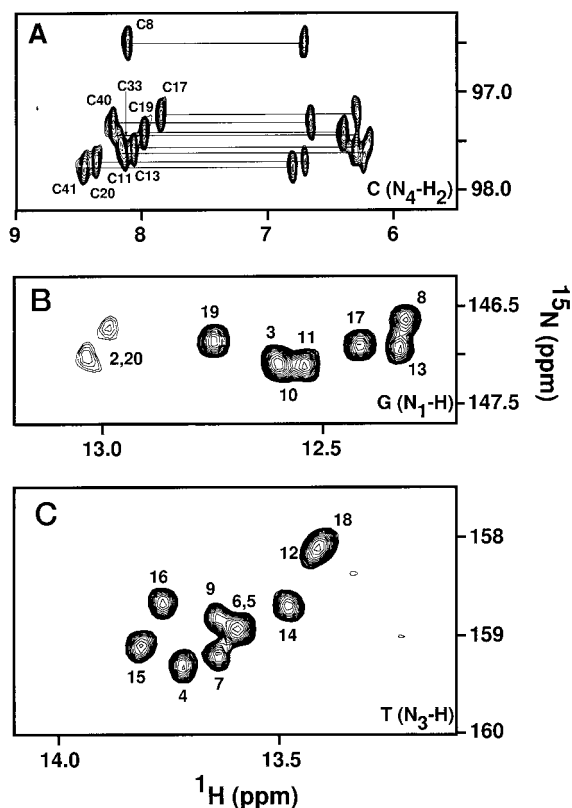 A
C8
C33
C17
C40
C19
97.0
C41
C20
C11
C13
C (N4-H2)
98.0
9
8
7
6
B
146.5
19
3
11
17
8
2,20
10
13
G (N1-H)
147.5
13.0
12.5
15N (ppm)
C
158
18
12
16
9
6,5
14
159
15
4
7
T (N3-H)
160
14.0
13.5
1H (ppm)